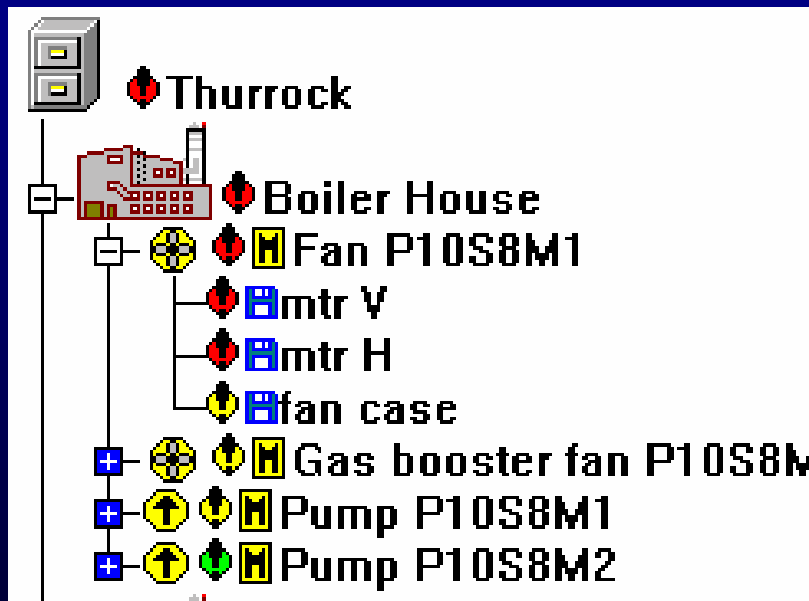 Thurrock
Boiler House
M Fan P10S8M1
mtr V
mtr H
fan case
M Gas booster fan P10S8M
M Pump P10S8M1
M Pump P10S8M2